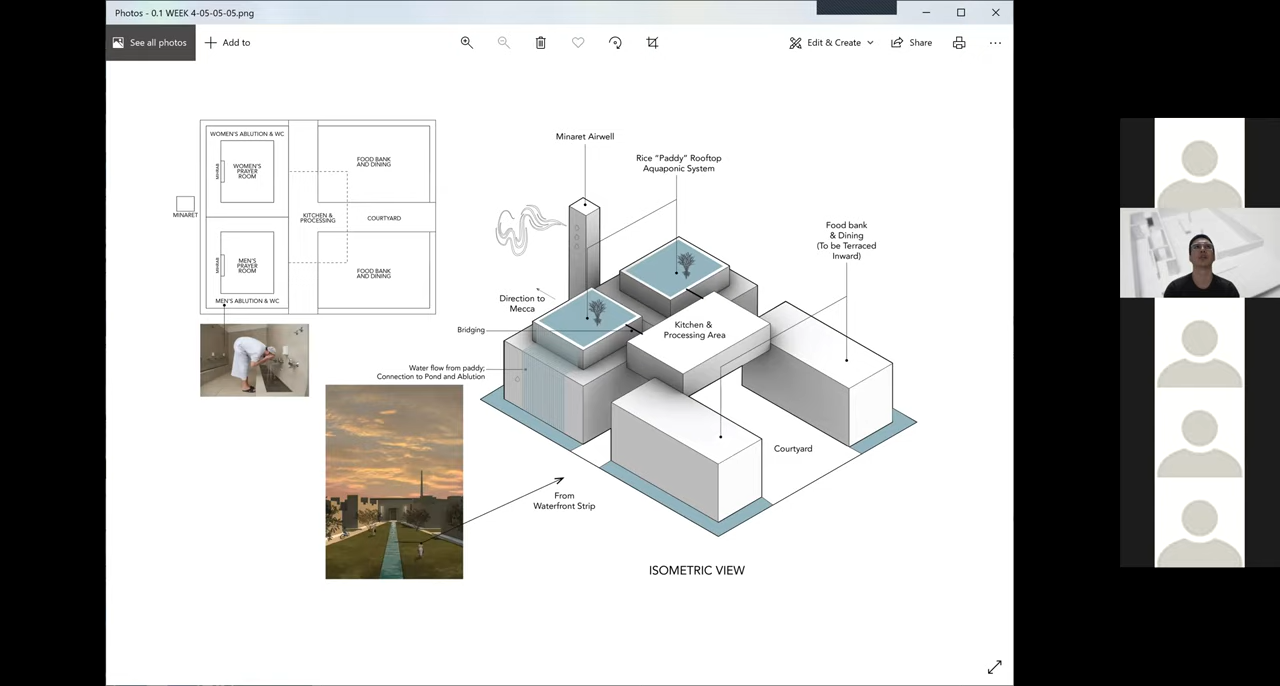 Photos - 0.1 WEEK 4-05-05-05.png
See all photos
Add to
Edit & Create
Share
WOMEN'S ABLUTION & WC
MIHRAB
WOMEN'S
PRAYER
ROOM
FOOD BANK
AND DINING
MINARET
KITCHEN &
PROCESSING
COURTYARD
MIHRAB
MEN'S
PRAYER
ROOM
FOOD BANK
AND DINING
MEN'S ABLUTION & WC
Minaret Airwell
Rice “Paddy” Rooftop
Aquaponic System
Food bank
& Dining
(To be Terraced
Inward)
Direction to
Mecca
Bridging
Kitchen &
Processing Area
Water flow from paddy;
Connection to Pond and Ablution
Courtyard
From
Waterfront Strip
ISOMETRIC VIEW